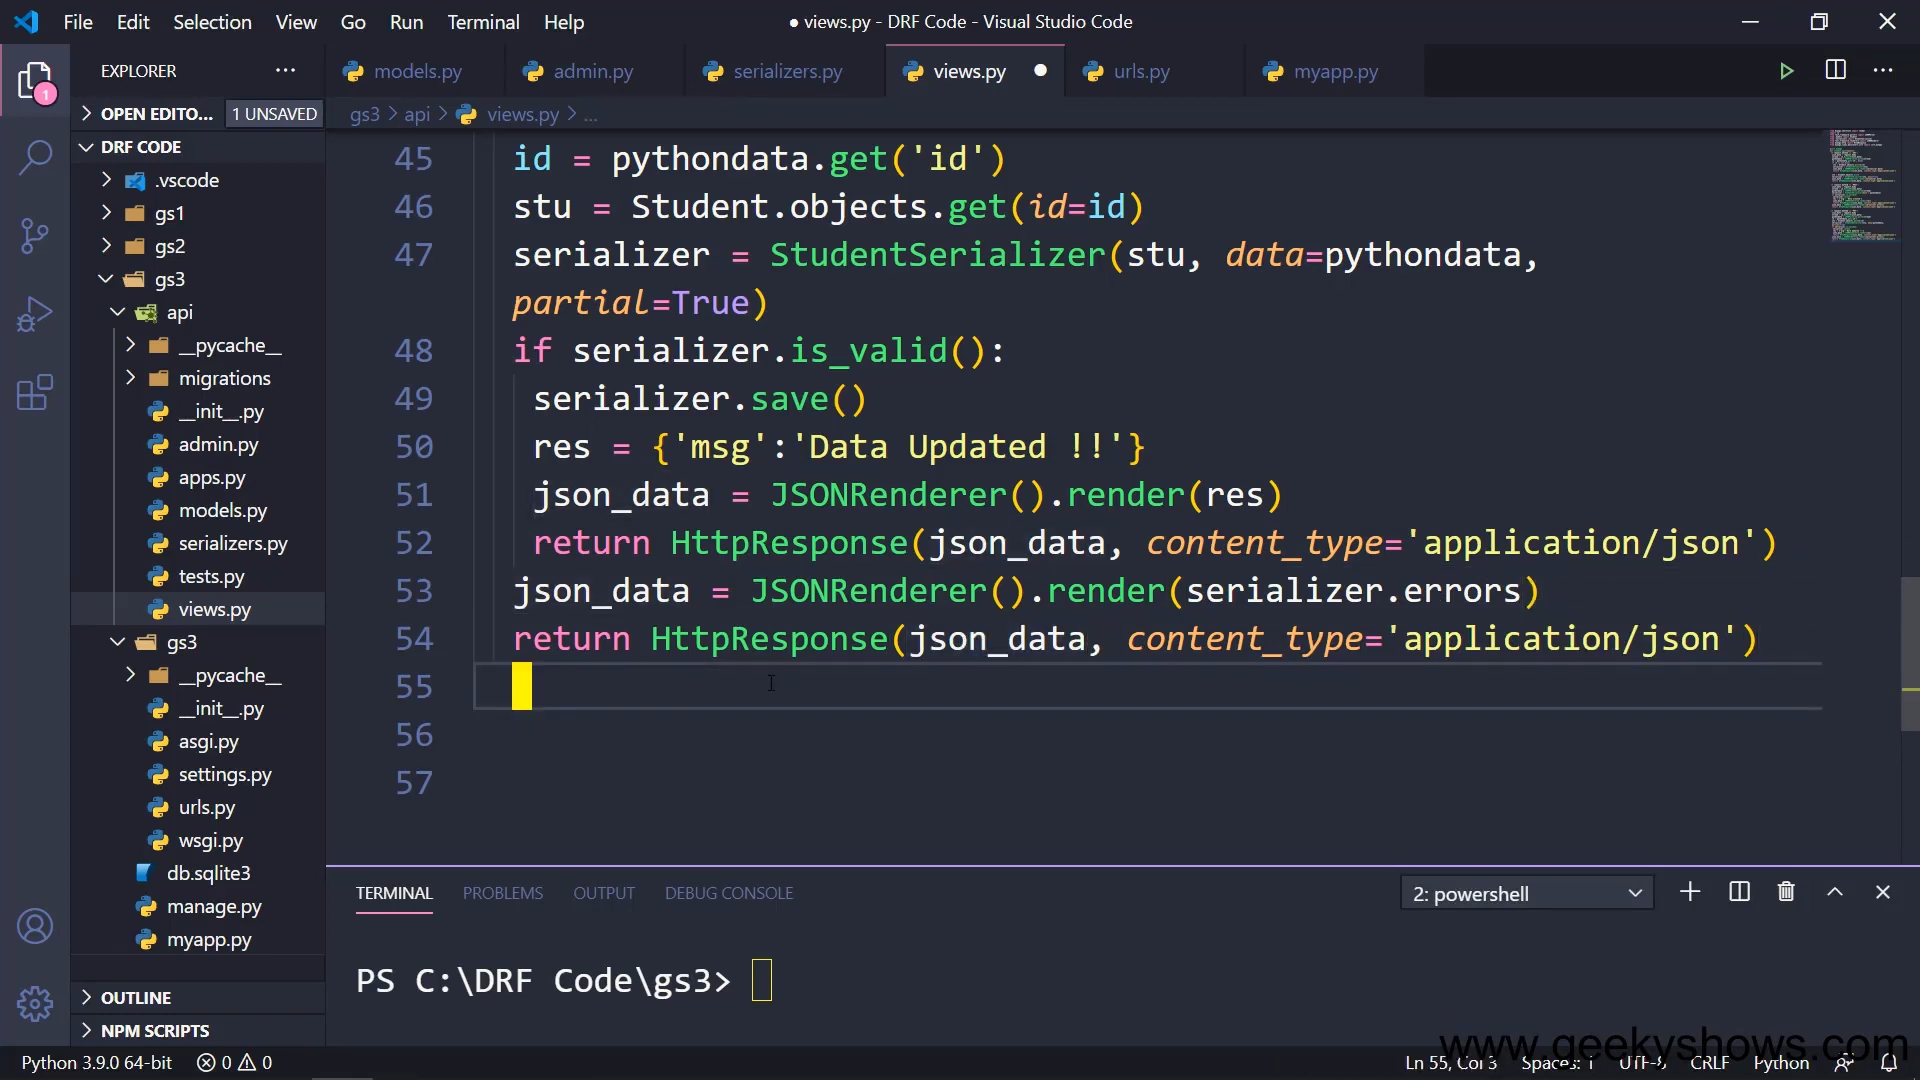 File Edit Selection View Go Run Terminal Help
● views.py - DRF Code - Visual Studio Code
EXPLORER
models.py admin.py serializers.py views.py urls.py myapp.py
1
OPEN EDITO... 1 UNSAVED
gs3 > api > views.py > ...
DRF CODE
.vscode
gs1
gs2
gs3
api
__pycache__
migrations
__init__.py
admin.py
apps.py
models.py
serializers.py
tests.py
views.py
gs3
__pycache__
__init__.py
asgi.py
settings.py
urls.py
wsgi.py
db.sqlite3
manage.py
myapp.py
OUTLINE
NPM SCRIPTS
45 id = pythondata.get('id')
46 stu = Student.objects.get(id=id)
47 serializer = StudentSerializer(stu, data=pythondata,
partial=True)
48 if serializer.is_valid():
49 serializer.save()
50 res = {'msg':'Data Updated !!'}
51 json_data = JSONRenderer().render(res)
52 return HttpResponse(json_data, content_type='application/json')
53 json_data = JSONRenderer().render(serializer.errors)
54 return HttpResponse(json_data, content_type='application/json')
55
56
57
TERMINAL PROBLEMS OUTPUT DEBUG CONSOLE
2: powershell
PS C:\DRF Code\gs3>
www.geekyshows.com
Python 3.9.0 64-bit 0 0
Ln 55, Col 3 Spaces: 1 UTF-8 CRLF Python